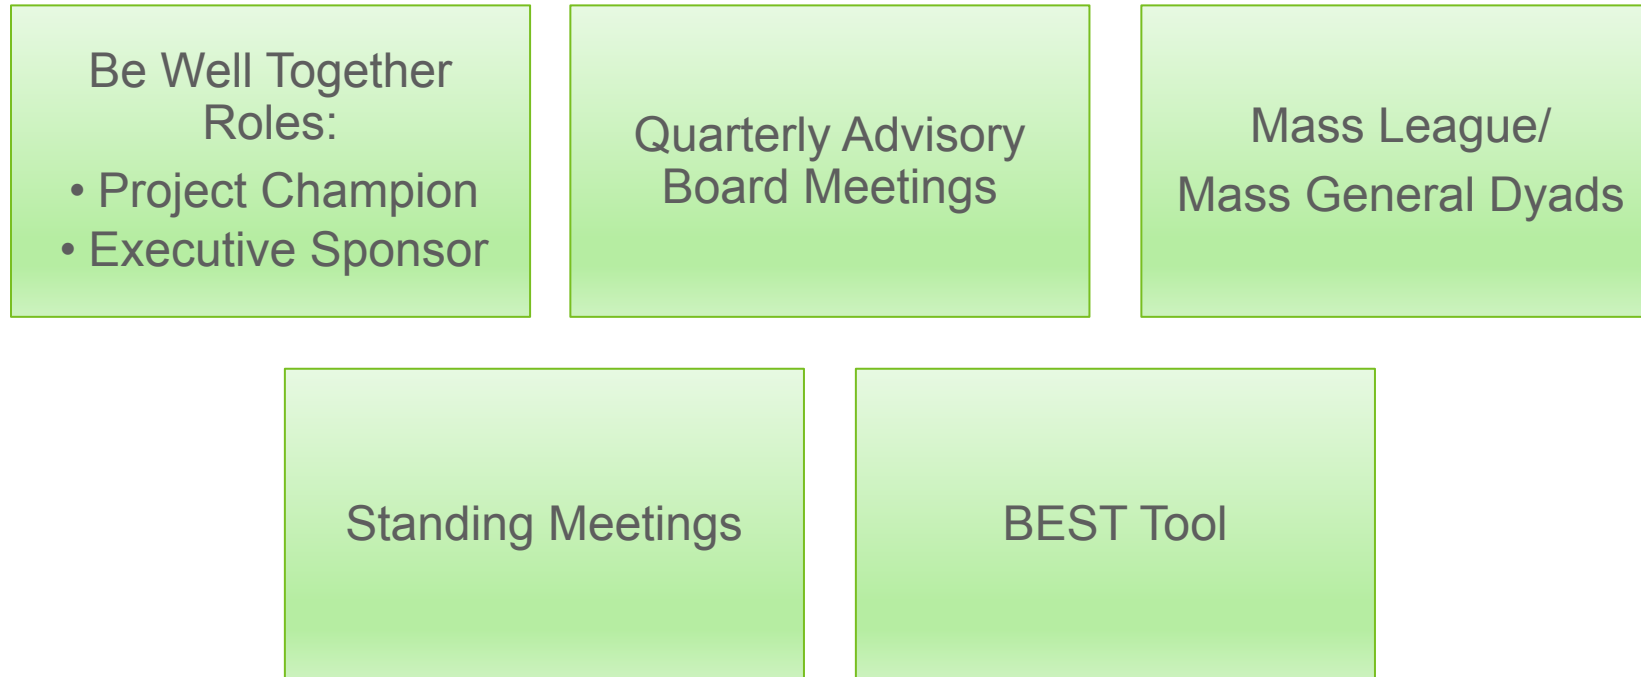 Be Well Together
Roles:
• Project Champion
• Executive Sponsor
Quarterly Advisory
Board Meetings
Mass League/
Mass General Dyads
Standing Meetings
BEST Tool